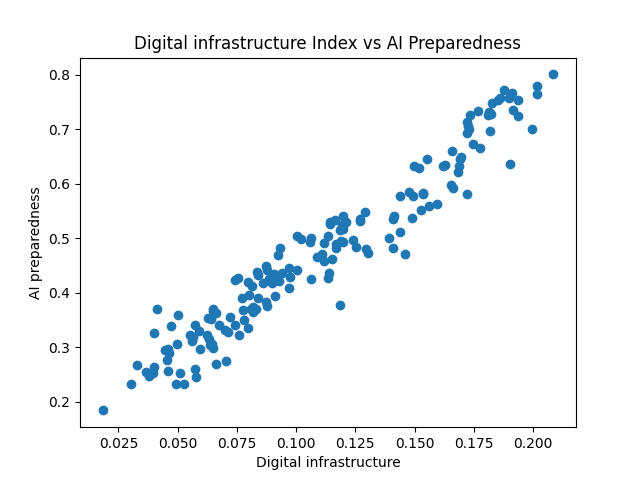 Digital infrastructure Index vs AI Preparedness
0.8
0.7
0.6
0.5
0.4
0.3
0.2
AI preparedness
0.025 0.050 0.075 0.100 0.125 0.150 0.175 0.200
Digital infrastructure